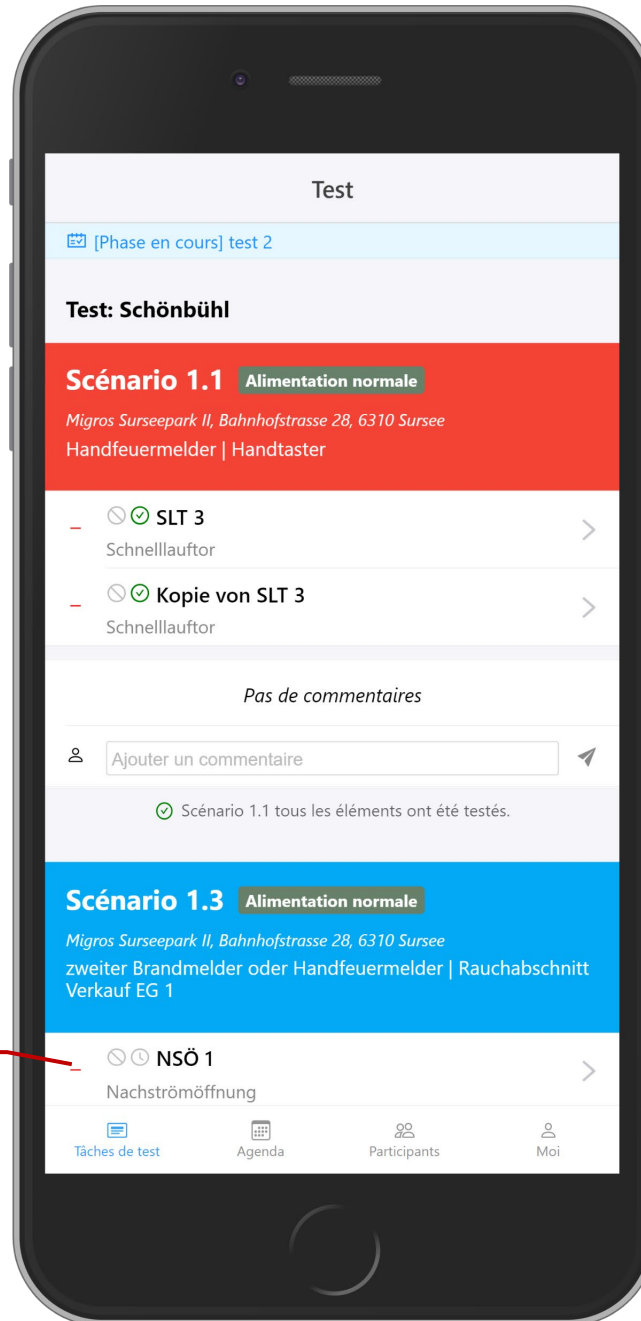 Test
[Phase en cours] test 2
Test: Schönbühl
Scénario 1.1 Alimentation normale
Migros Surseepark II, Bahnhofstrasse 28, 6310 Sursee
Handfeuermelder | Handtaster
– SLT 3
Schnelllauftor
– Kopie von SLT 3
Schnelllauftor
Pas de commentaires
Ajouter un commentaire
Scénario 1.1 tous les éléments ont été testés.
Scénario 1.3 Alimentation normale
Migros Surseepark II, Bahnhofstrasse 28, 6310 Sursee
zweiter Brandmelder oder Handfeuermelder | Rauchabschnitt
Verkauf EG 1
– NSÖ 1
Nachströmöffnung
Tâches de test Agenda Participants Moi